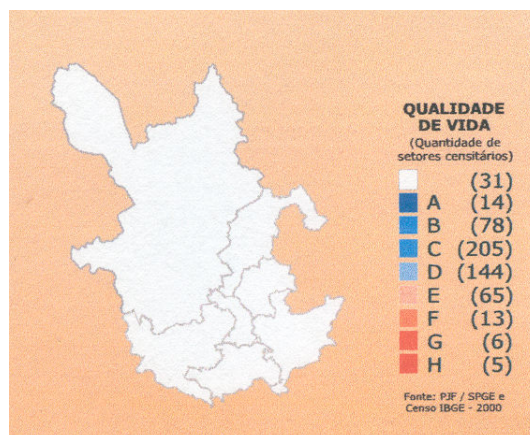 QUALIDADE
DE VIDA
(Quantidade de
setores censitários)
(31)
A (14)
B (78)
C (205)
D (144)
E (65)
F (13)
G (6)
H (5)
Fonte: PJF / SPGE e
Censo IBGE - 2000